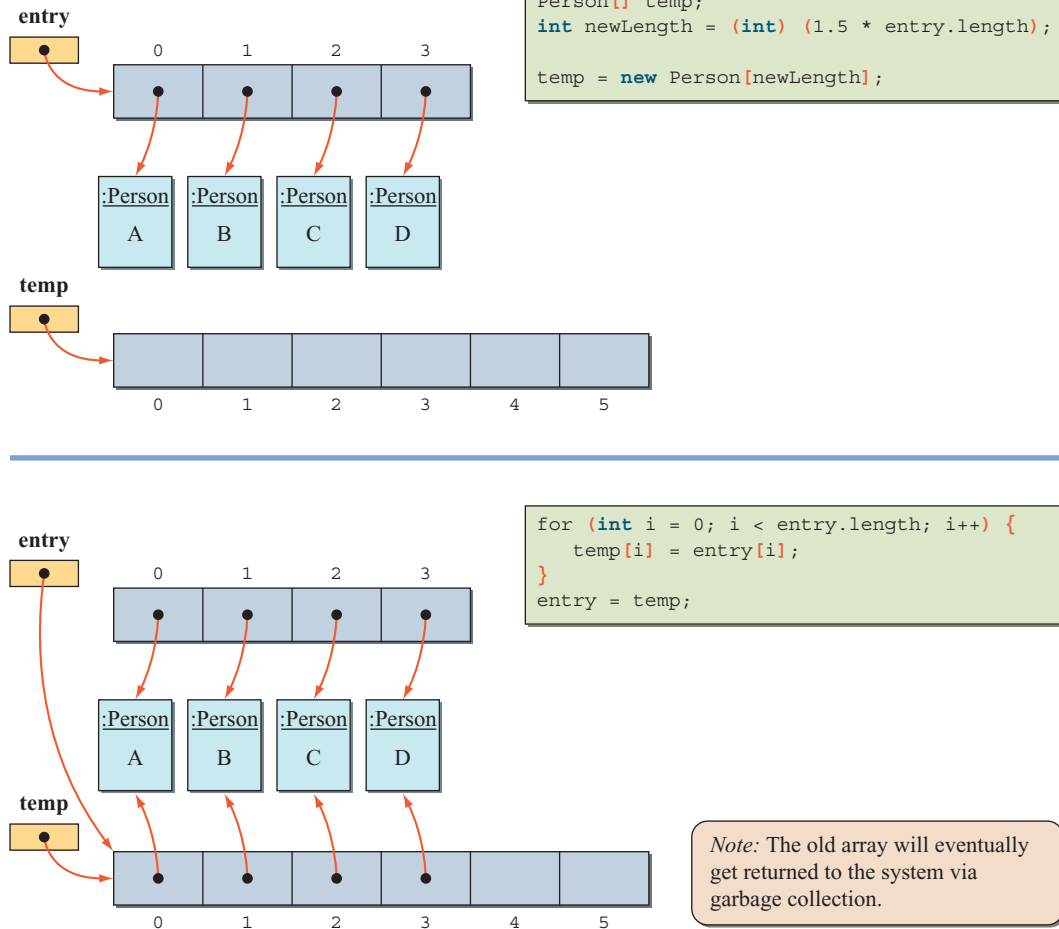 entry
Person[] temp;
int newLength = (int) (1.5 * entry.length);
temp = new Person[newLength];
0 1 2 3
:Person :Person :Person :Person
A B C D
temp
0 1 2 3 4 5
for (int i = 0; i < entry.length; i++) {
temp[i] = entry[i];
}
entry = temp;
entry
0 1 2 3
:Person :Person :Person :Person
A B C D
temp
Note: The old array will eventually
get returned to the system via
garbage collection.
0 1 2 3 4 5